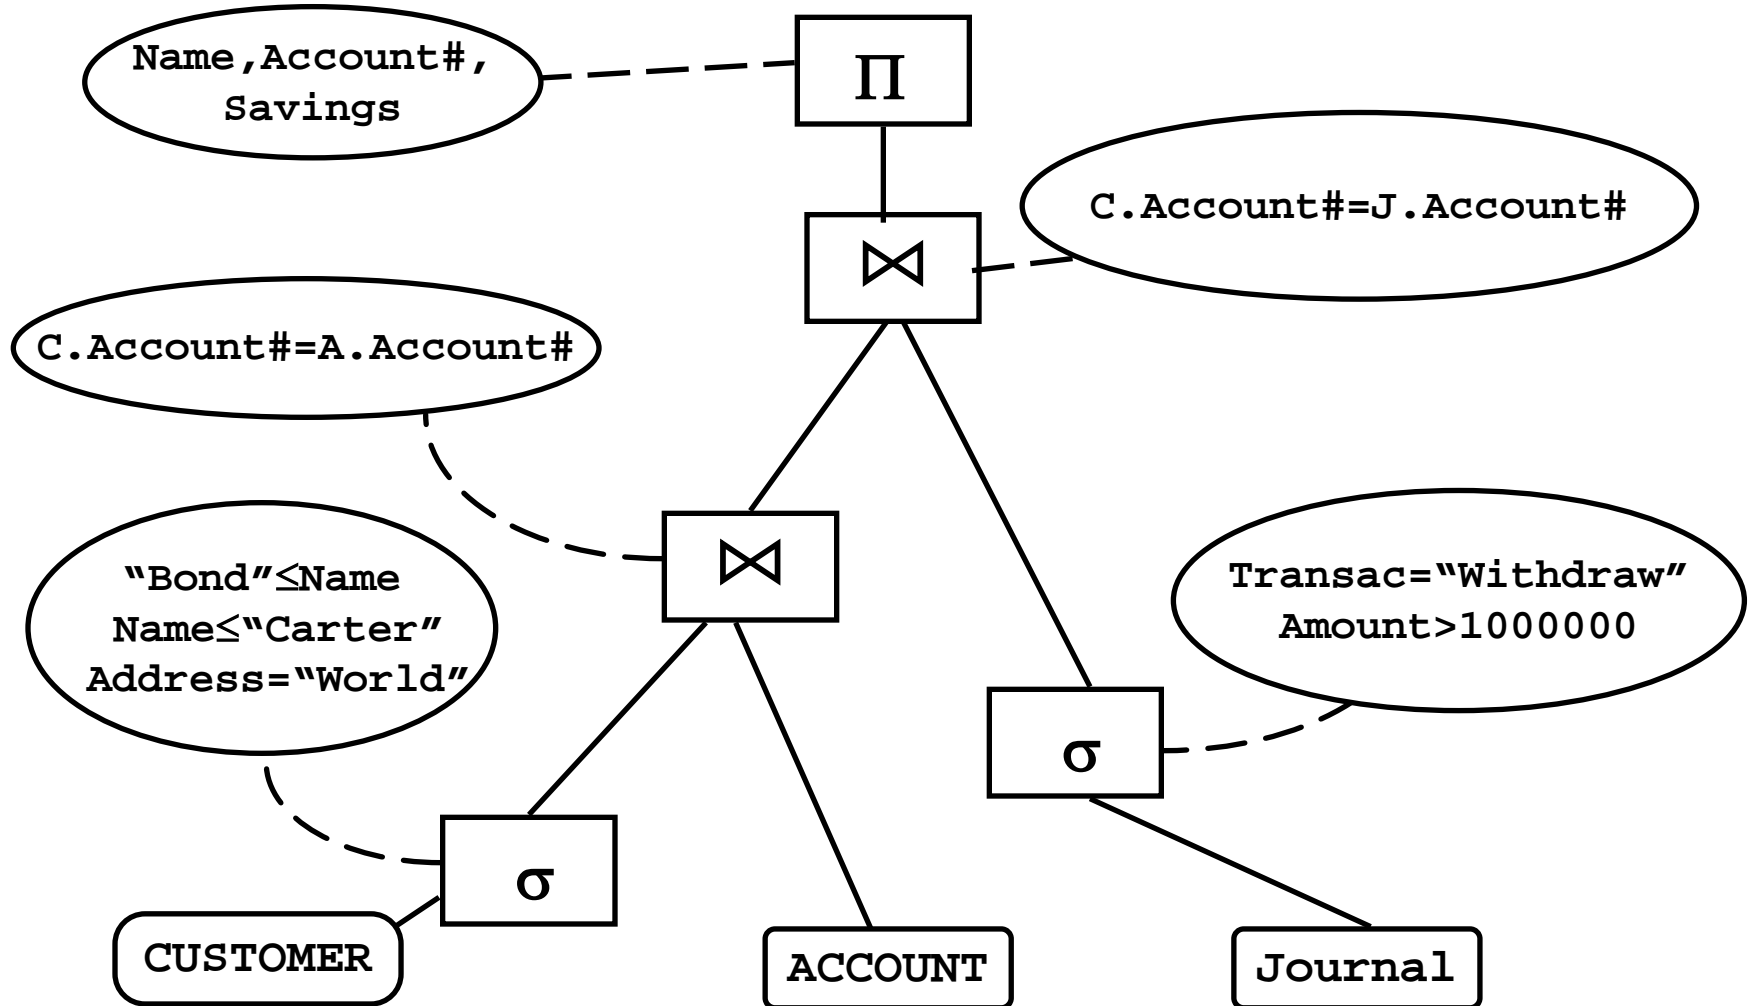 Name,Account#,
Savings
Π
C.Account#=J.Account#
⋈
C.Account#=A.Account#
⋈
“Bond”≤Name
Name≤“Carter”
Address=“World”
Transac=“Withdraw”
Amount>1000000
σ
σ
CUSTOMER
ACCOUNT
Journal